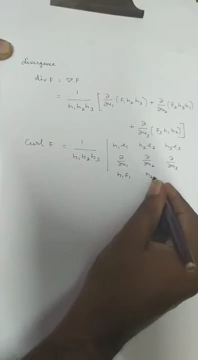 divergence
div F = ∇.F
= 1/(h₁h₂h₃) [ ∂/∂u₁ (F₁h₂h₃) + ∂/∂u₂ (F₂h₃h₁)
+ ∂/∂u₃ (F₃h₁h₂) ]
Curl F = 1/(h₁h₂h₃) | h₁e₁ h₂e₂ h₃e₃
∂/∂u₁ ∂/∂u₂ ∂/∂u₃
h₁F₁ h₂